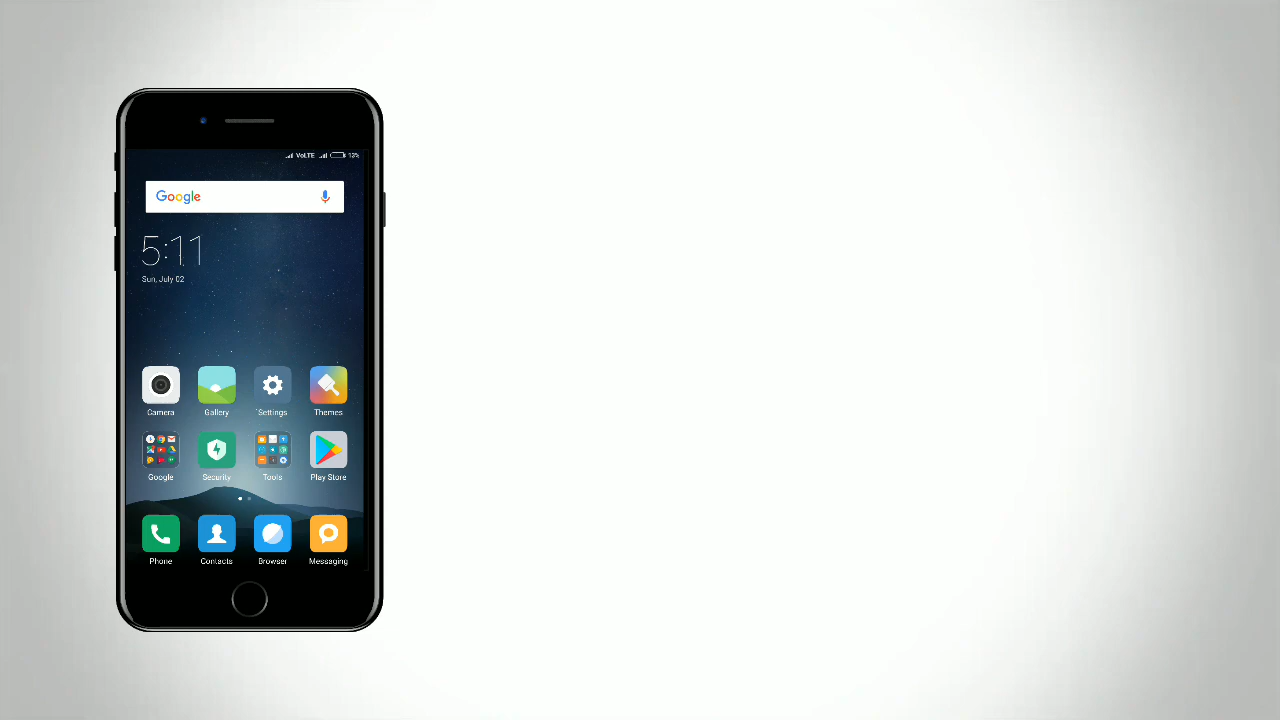 VoLTE 13%
Google
5:11
Sun, July 02
Camera Gallery Settings Themes
Google Security Tools Play Store
Phone Contacts Browser Messaging